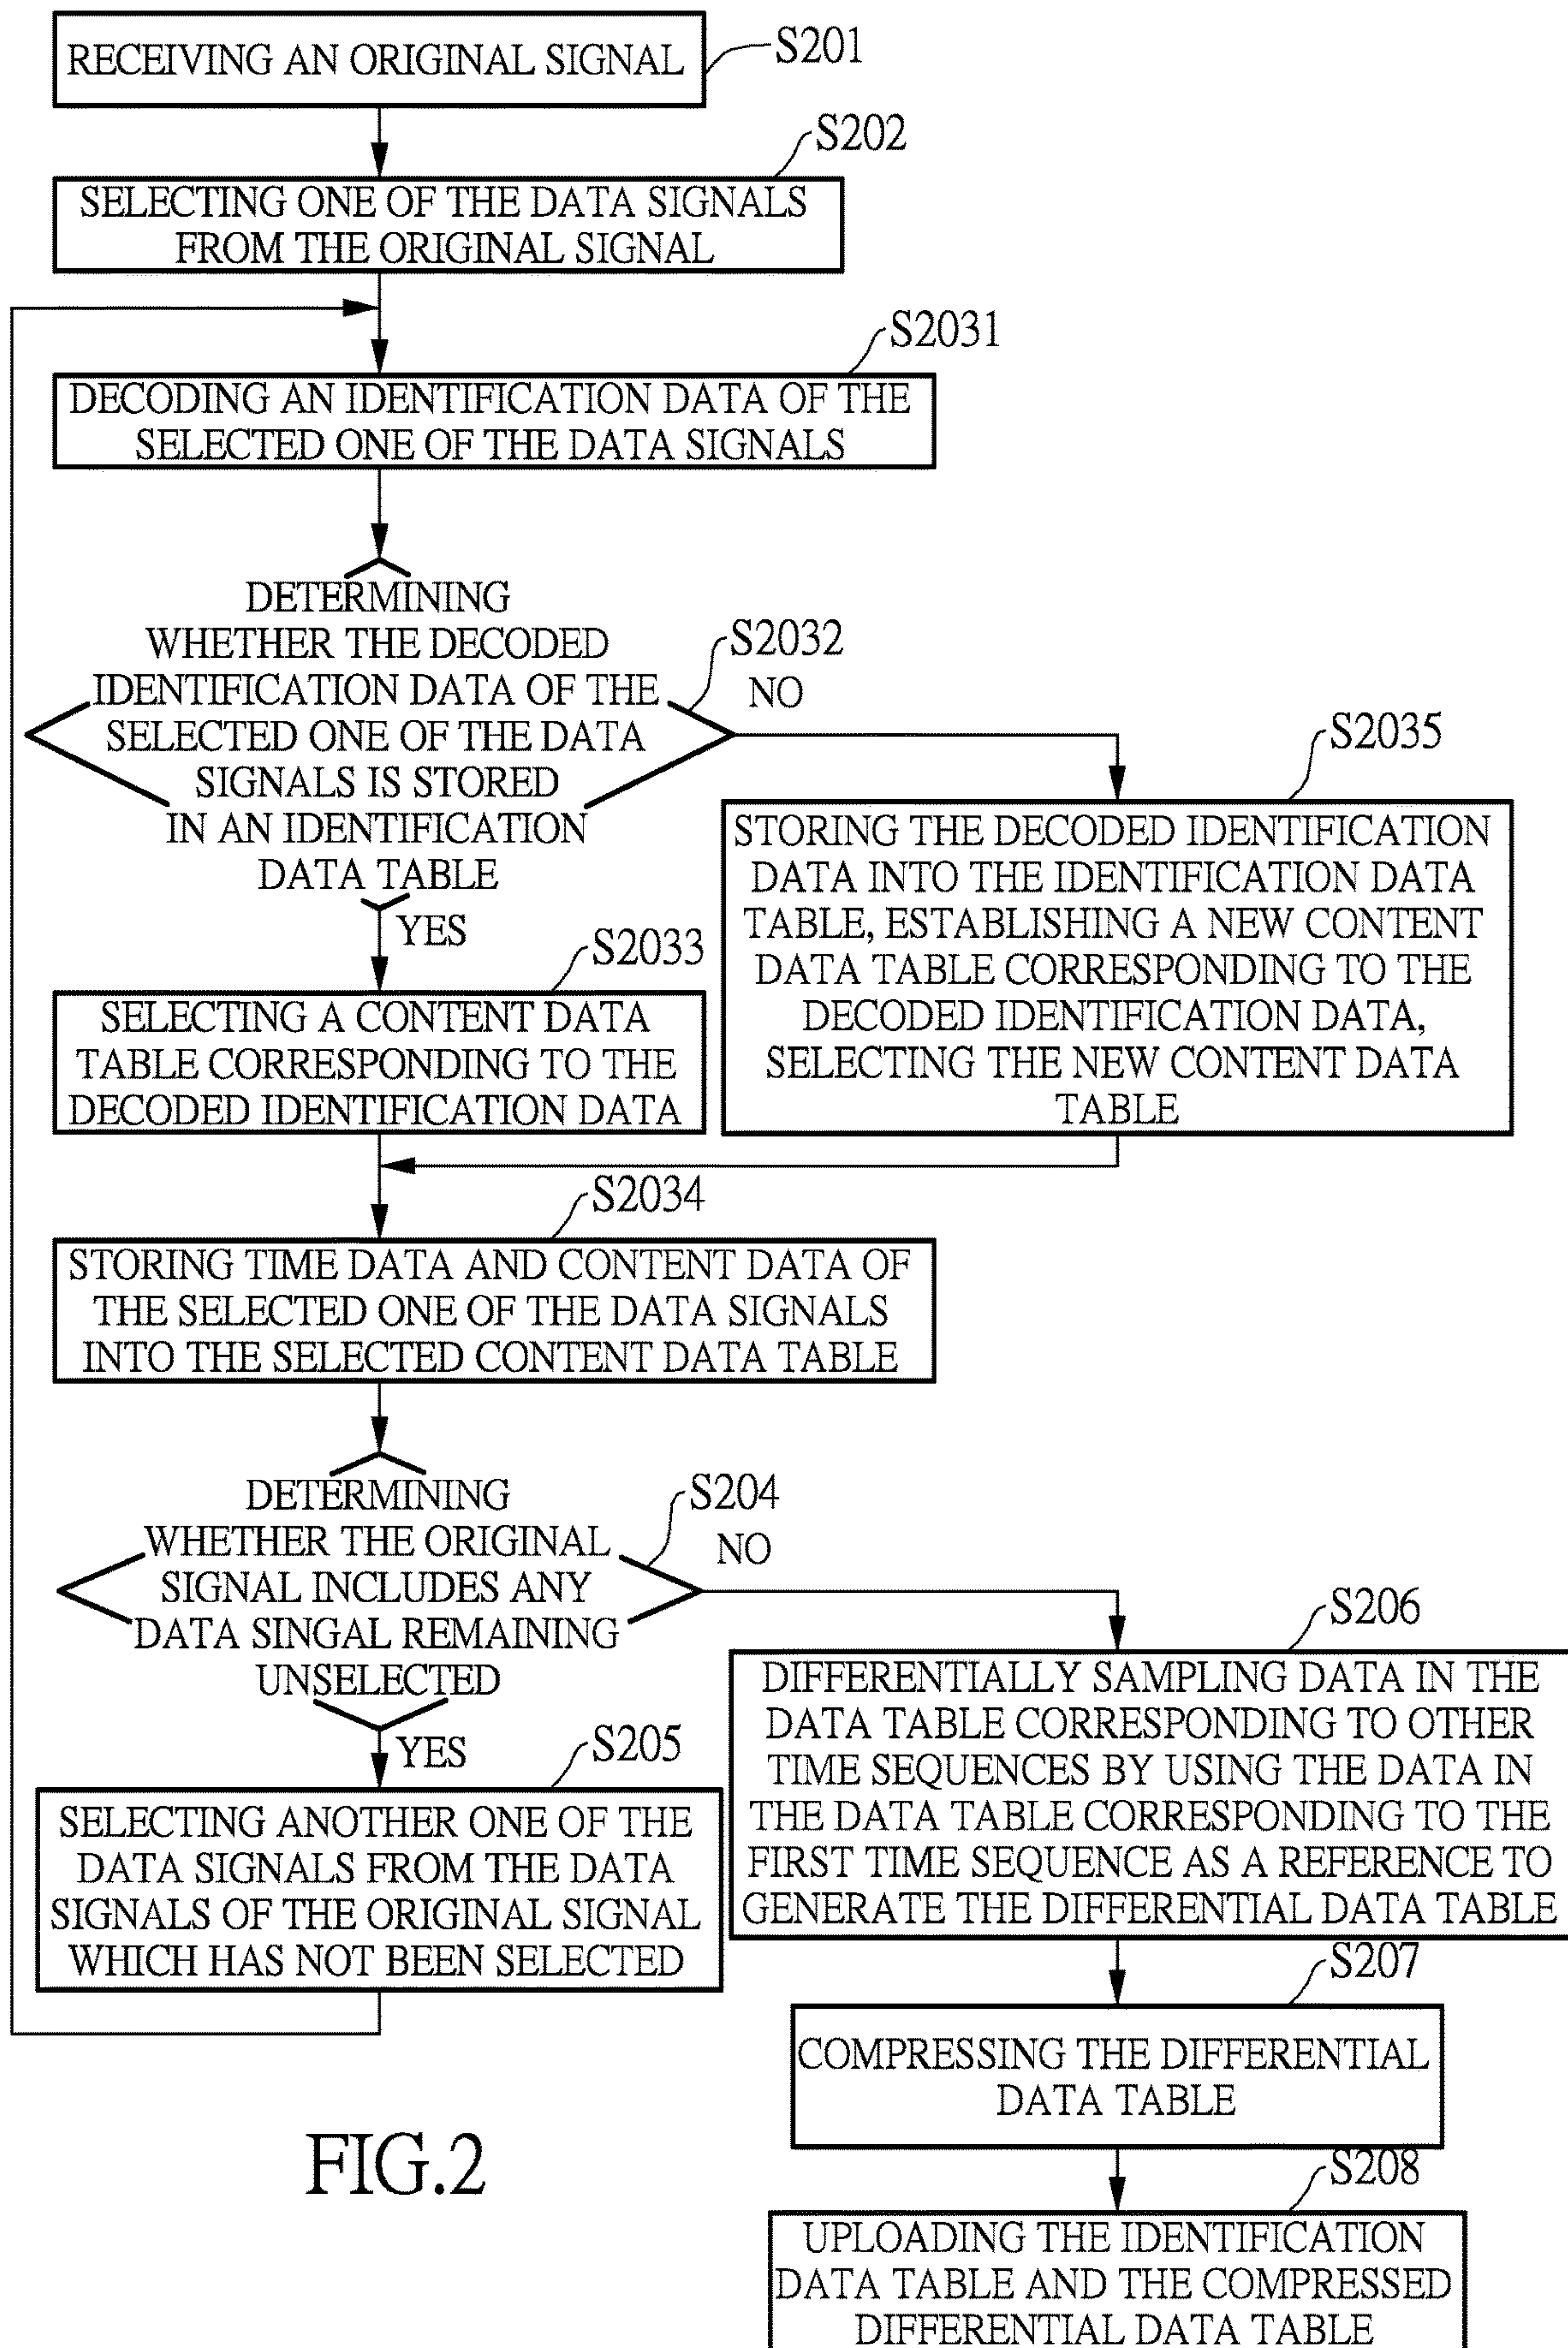 RECEIVING AN ORIGINAL SIGNAL
S201
S202
SELECTING ONE OF THE DATA SIGNALS
FROM THE ORIGINAL SIGNAL
S2031
DECODING AN IDENTIFICATION DATA OF THE
SELECTED ONE OF THE DATA SIGNALS
DETERMINING
WHETHER THE DECODED
IDENTIFICATION DATA OF THE
SELECTED ONE OF THE DATA
SIGNALS IS STORED
IN AN IDENTIFICATION
DATA TABLE
S2032
NO
YES
S2035
STORING THE DECODED IDENTIFICATION
DATA INTO THE IDENTIFICATION DATA
TABLE, ESTABLISHING A NEW CONTENT
DATA TABLE CORRESPONDING TO THE
DECODED IDENTIFICATION DATA,
SELECTING THE NEW CONTENT DATA
TABLE
S2033
SELECTING A CONTENT DATA
TABLE CORRESPONDING TO THE
DECODED IDENTIFICATION DATA
S2034
STORING TIME DATA AND CONTENT DATA OF
THE SELECTED ONE OF THE DATA SIGNALS
INTO THE SELECTED CONTENT DATA TABLE
DETERMINING
WHETHER THE ORIGINAL
SIGNAL INCLUDES ANY
DATA SINGAL REMAINING
UNSELECTED
S204
NO
YES
S205
SELECTING ANOTHER ONE OF THE
DATA SIGNALS FROM THE DATA
SIGNALS OF THE ORIGINAL SIGNAL
WHICH HAS NOT BEEN SELECTED
S206
DIFFERENTIALLY SAMPLING DATA IN THE
DATA TABLE CORRESPONDING TO OTHER
TIME SEQUENCES BY USING THE DATA IN
THE DATA TABLE CORRESPONDING TO THE
FIRST TIME SEQUENCE AS A REFERENCE TO
GENERATE THE DIFFERENTIAL DATA TABLE
S207
COMPRESSING THE DIFFERENTIAL
DATA TABLE
S208
UPLOADING THE IDENTIFICATION
DATA TABLE AND THE COMPRESSED
DIFFERENTIAL DATA TABLE
FIG.2